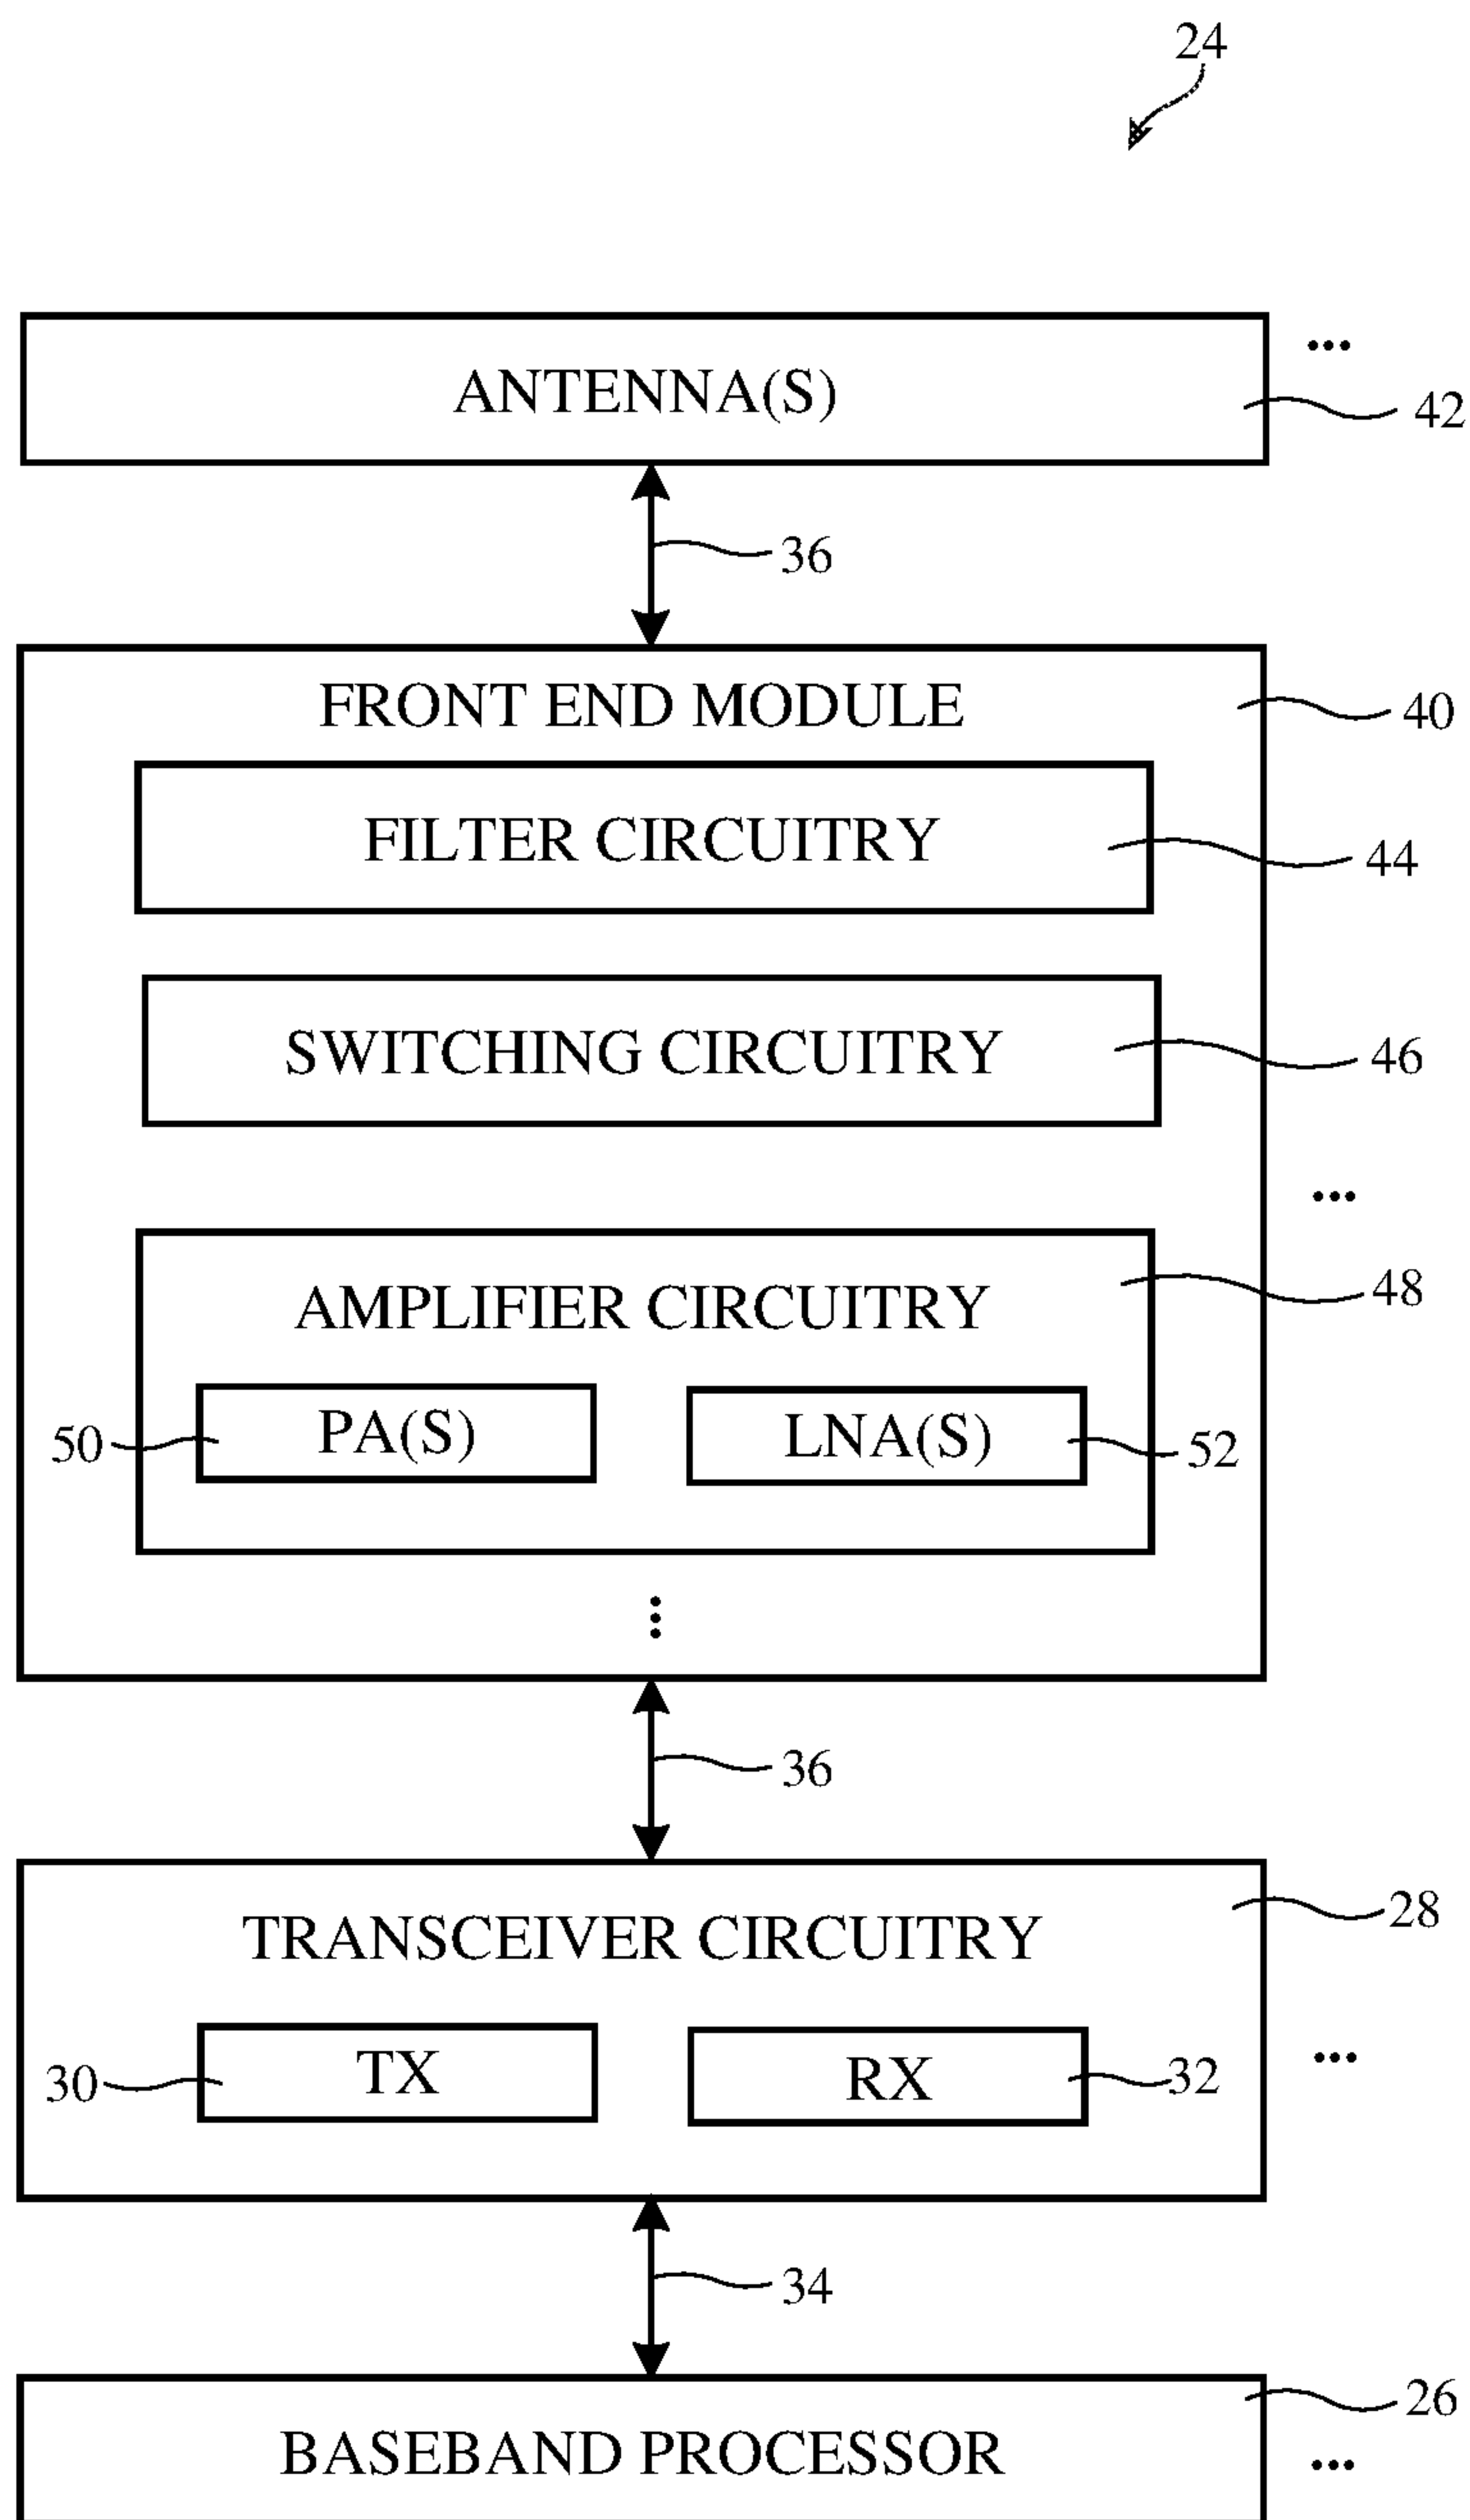 24
ANTENNA(S)
...
42
36
FRONT END MODULE
40
FILTER CIRCUITRY
44
SWITCHING CIRCUITRY
46
...
AMPLIFIER CIRCUITRY
48
50
PA(S)
LNA(S)
52
36
TRANSCEIVER CIRCUITRY
28
30
TX
RX
32
...
34
BASEBAND PROCESSOR
26
...